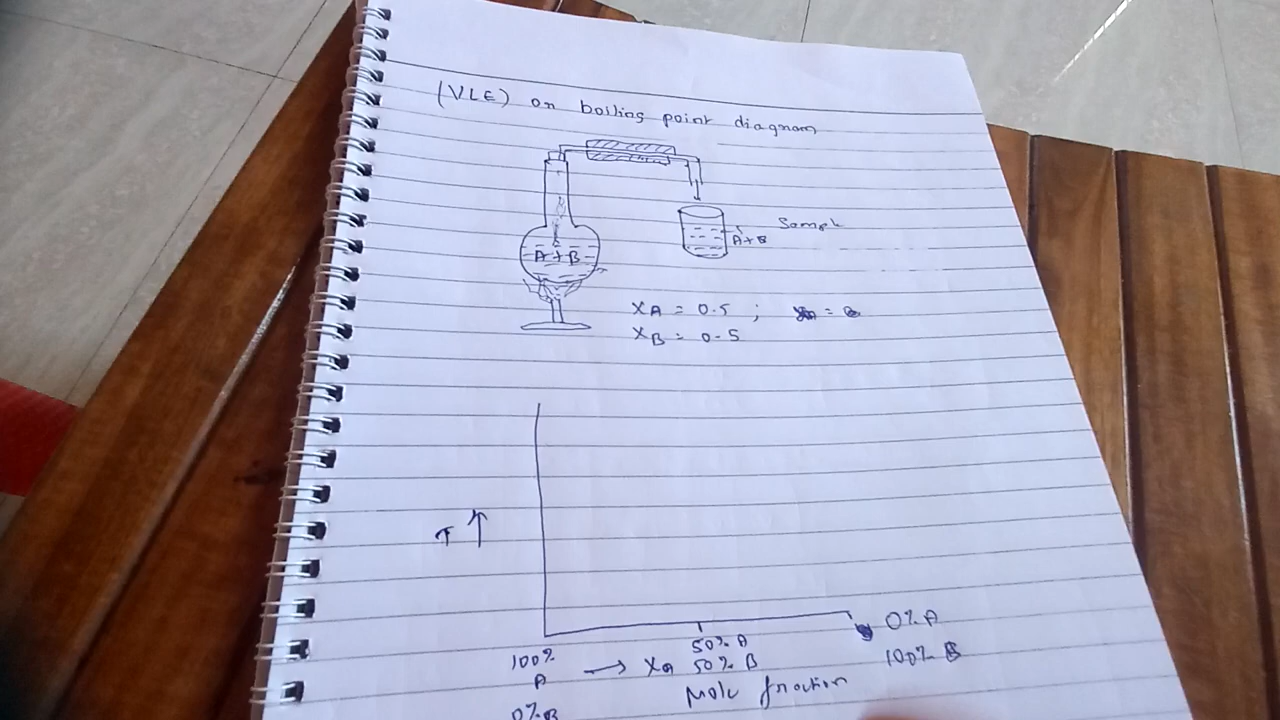 (VLE) on boiling point diagram
A + B
A+B
Sample
XA = 0.5 ;
XB = 0.5
T ↑
100%
A
0% B
→ XA
50% A
50% B
Mole fraction
0% A
100% B